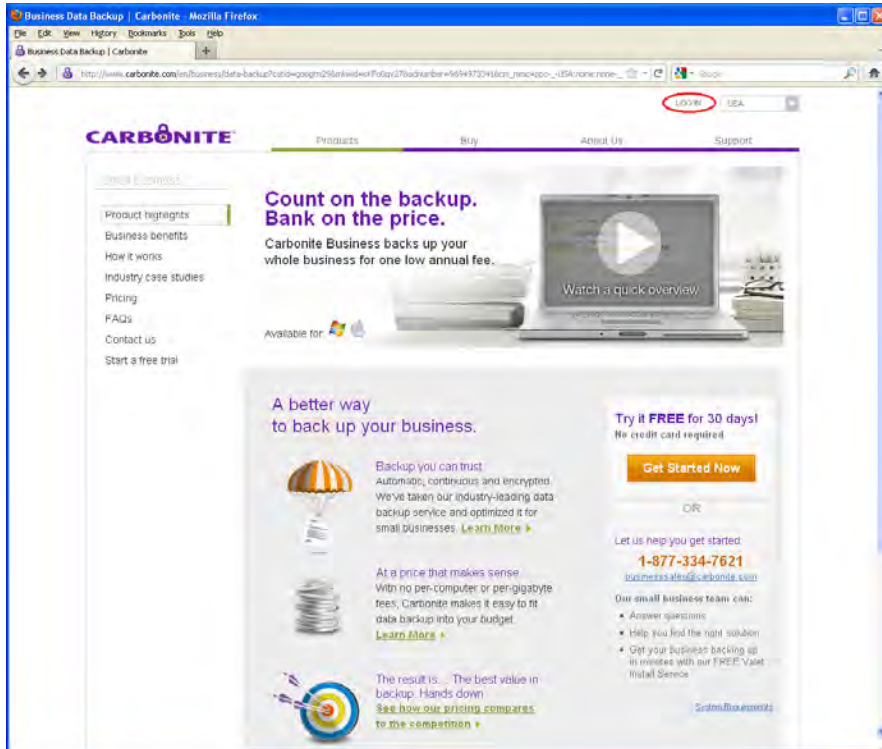 Business Data Backup | Carbonite - Mozilla Firefox
File Edit View History Bookmarks Tools Help
Business Data Backup | Carbonite
LOGIN USA
CARBONITE
Products Buy About Us Support
Small Business
Product highlights
Business benefits
How it works
Industry case studies
Pricing
FAQs
Contact us
Start a free trial
Count on the backup.
Bank on the price.
Carbonite Business backs up your
whole business for one low annual fee.
Available for:
Watch a quick overview
A better way
to back up your business.
Backup you can trust
Automatic, continuous and encrypted.
We've taken our industry-leading data
backup service and optimized it for
small businesses. Learn More
At a price that makes sense
With no per-computer or per-gigabyte
fees, Carbonite makes it easy to fit
data backup into your budget
Learn More
The result is... The best value in
backup. Hands down
See how our pricing compares
to the competition
Try it FREE for 30 days!
No credit card required
Get Started Now
OR
Let us help you get started:
1-877-334-7621
businesssales@carbonite.com
Our small business team can:
Answer questions
Help you find the right solution
Get your business backing up
in minutes with our FREE Valet
Install Service
System Requirements